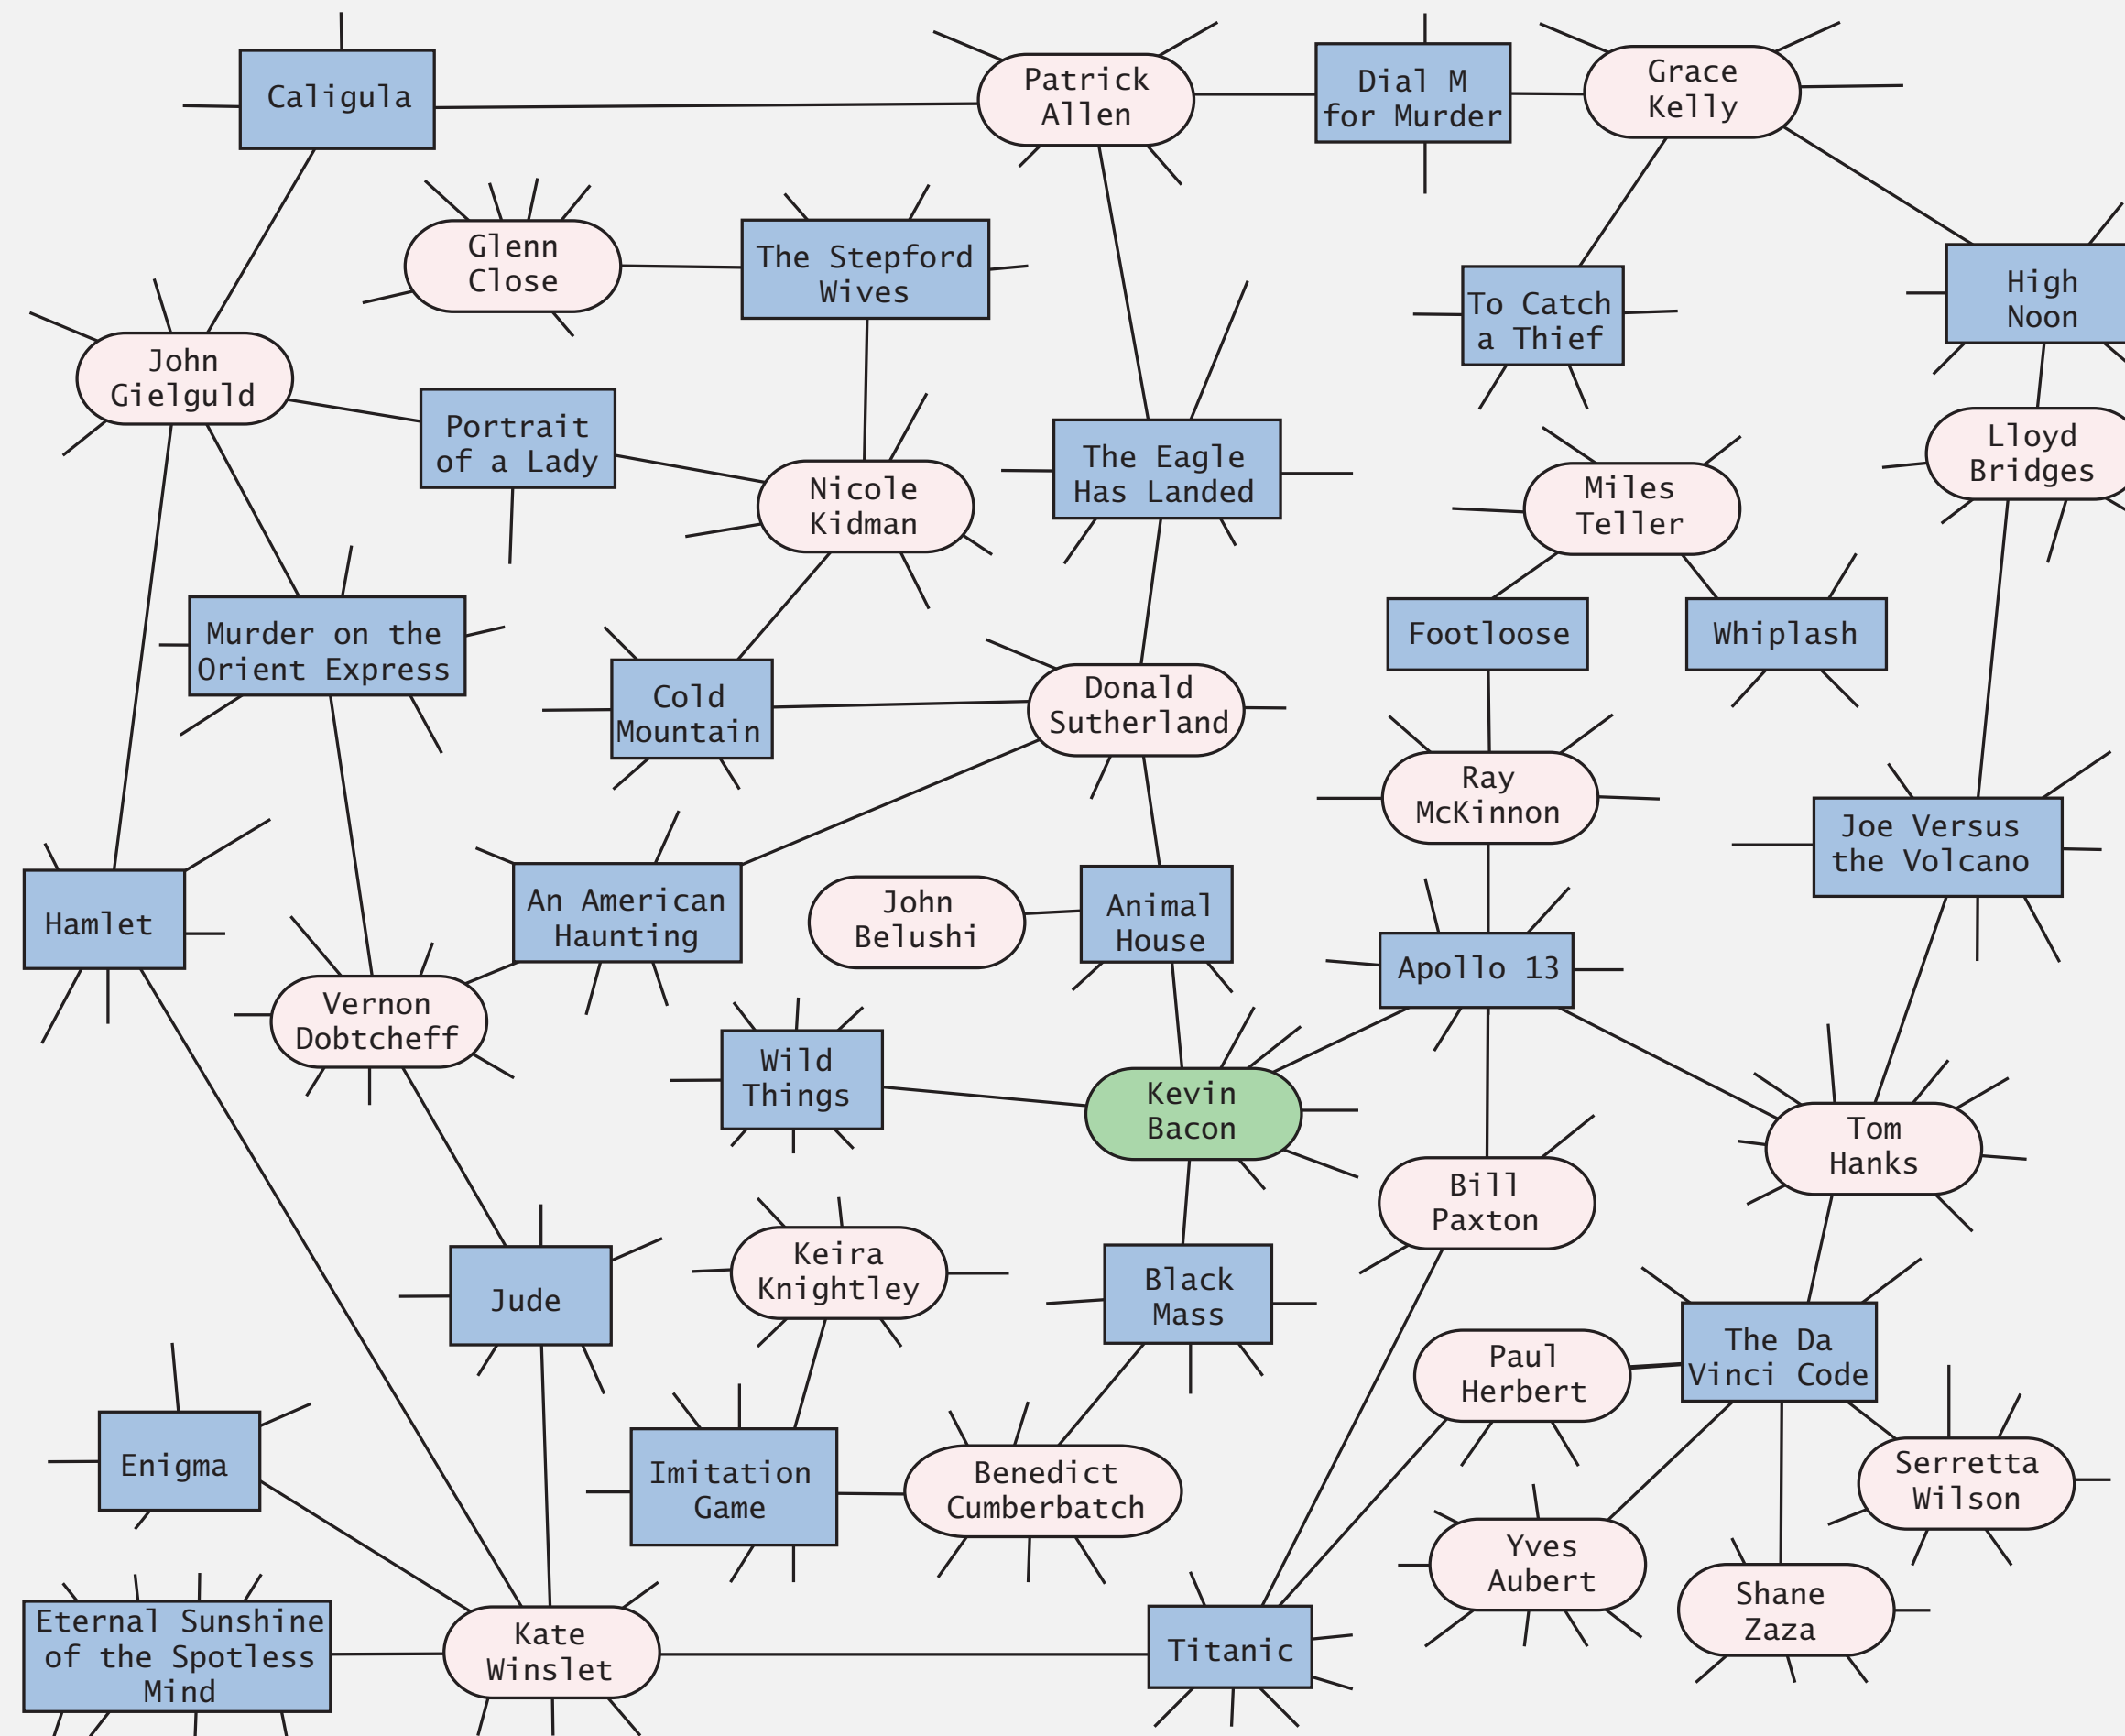 Caligula
Patrick
Allen
Dial M
for Murder
Grace
Kelly
Glenn
Close
The Stepford
Wives
To Catch
a Thief
High
Noon
John
Gielguld
Portrait
of a Lady
Nicole
Kidman
The Eagle
Has Landed
Miles
Teller
Lloyd
Bridges
Murder on the
Orient Express
Cold
Mountain
Donald
Sutherland
Footloose
Whiplash
Ray
McKinnon
Joe Versus
the Volcano
Hamlet
An American
Haunting
John
Belushi
Animal
House
Apollo 13
Vernon
Dobtcheff
Wild
Things
Kevin
Bacon
Tom
Hanks
Bill
Paxton
Jude
Keira
Knightley
Black
Mass
Paul
Herbert
The Da
Vinci Code
Enigma
Imitation
Game
Benedict
Cumberbatch
Serretta
Wilson
Yves
Aubert
Shane
Zaza
Eternal Sunshine
of the Spotless
Mind
Kate
Winslet
Titanic